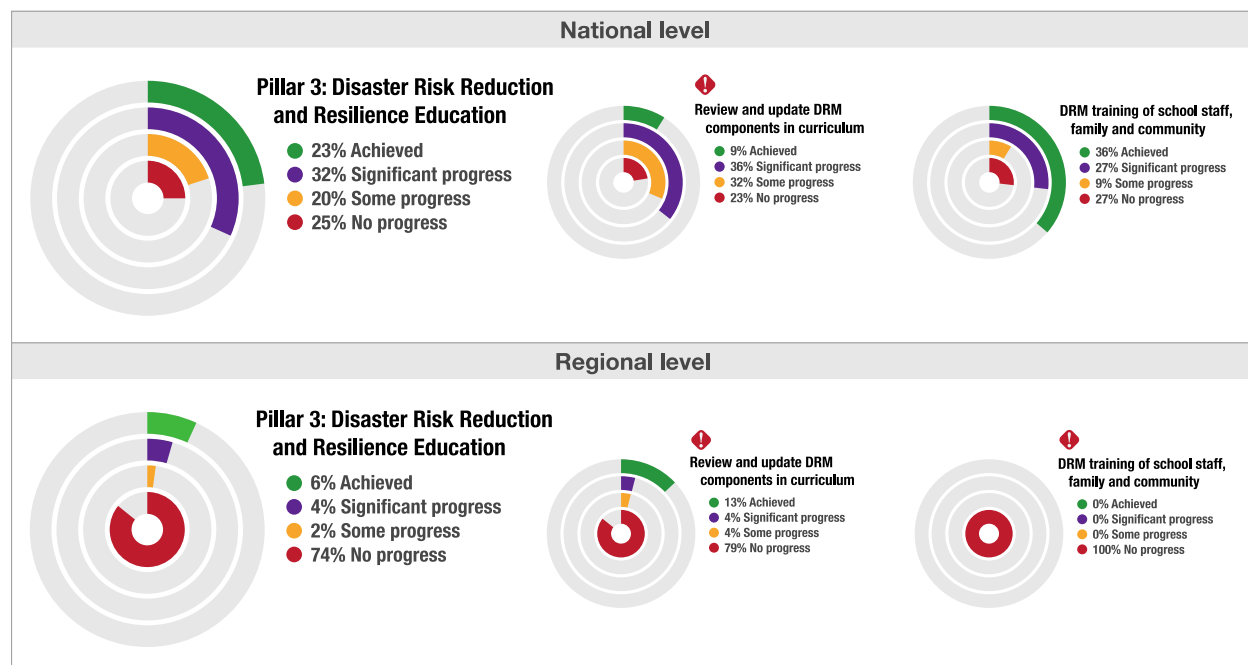 National level
Pillar 3: Disaster Risk Reduction
and Resilience Education
23% Achieved
32% Significant progress
20% Some progress
25% No progress
!
Review and update DRM
components in curriculum
9% Achieved
36% Significant progress
32% Some progress
23% No progress
DRM training of school staff,
family and community
36% Achieved
27% Significant progress
9% Some progress
27% No progress
Regional level
Pillar 3: Disaster Risk Reduction
and Resilience Education
6% Achieved
4% Significant progress
2% Some progress
74% No progress
!
Review and update DRM
components in curriculum
13% Achieved
4% Significant progress
4% Some progress
79% No progress
!
DRM training of school staff,
family and community
0% Achieved
0% Significant progress
0% Some progress
100% No progress